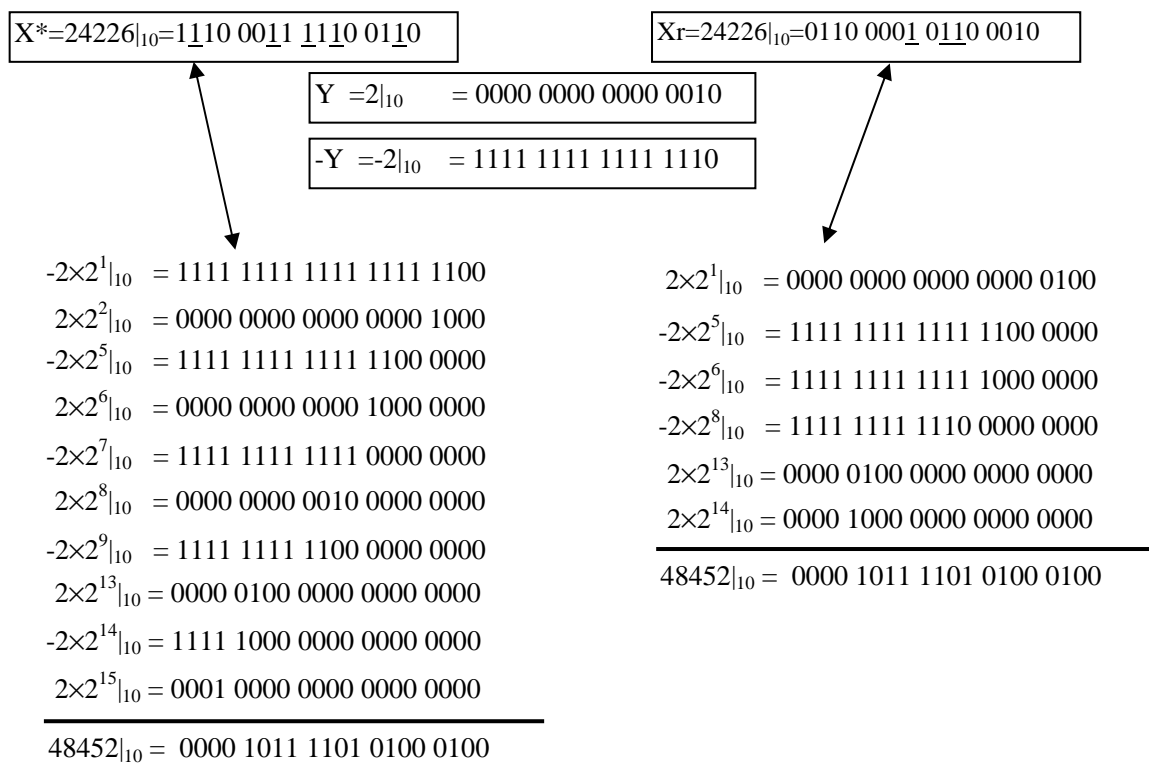 X*=24226|10=1110 0011 1110 0110
Xr=24226|10=0110 0001 0110 0010
Y =2|10 = 0000 0000 0000 0010
-Y =-2|10 = 1111 1111 1111 1110
-2×2^1|10 = 1111 1111 1111 1111 1100
2×2^2|10 = 0000 0000 0000 0000 1000
-2×2^5|10 = 1111 1111 1111 1100 0000
2×2^6|10 = 0000 0000 0000 1000 0000
-2×2^7|10 = 1111 1111 1111 0000 0000
2×2^8|10 = 0000 0000 0010 0000 0000
-2×2^9|10 = 1111 1111 1100 0000 0000
2×2^13|10 = 0000 0100 0000 0000 0000
-2×2^14|10 = 1111 1000 0000 0000 0000
2×2^15|10 = 0001 0000 0000 0000 0000
48452|10 = 0000 1011 1101 0100 0100
2×2^1|10 = 0000 0000 0000 0000 0100
-2×2^5|10 = 1111 1111 1111 1100 0000
-2×2^6|10 = 1111 1111 1111 1000 0000
-2×2^8|10 = 1111 1111 1110 0000 0000
2×2^13|10 = 0000 0100 0000 0000 0000
2×2^14|10 = 0000 1000 0000 0000 0000
48452|10 = 0000 1011 1101 0100 0100